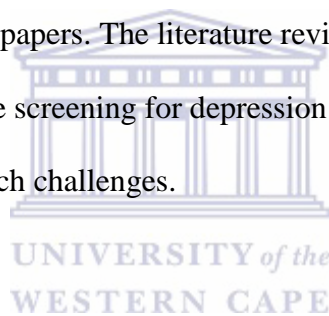 papers. The literature revi
e screening for depression
ch challenges.
UNIVERSITY of the
WESTERN CAPE